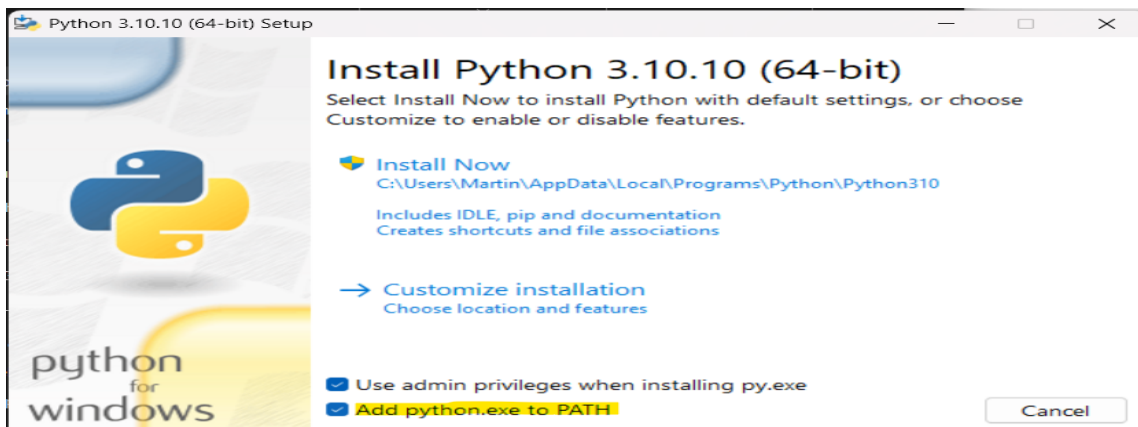 Python 3.10.10 (64-bit) Setup
Install Python 3.10.10 (64-bit)
Select Install Now to install Python with default settings, or choose
Customize to enable or disable features.
Install Now
C:\Users\Martin\AppData\Local\Programs\Python\Python310
Includes IDLE, pip and documentation
Creates shortcuts and file associations
Customize installation
Choose location and features
python
for
windows
Use admin privileges when installing py.exe
Add python.exe to PATH
Cancel